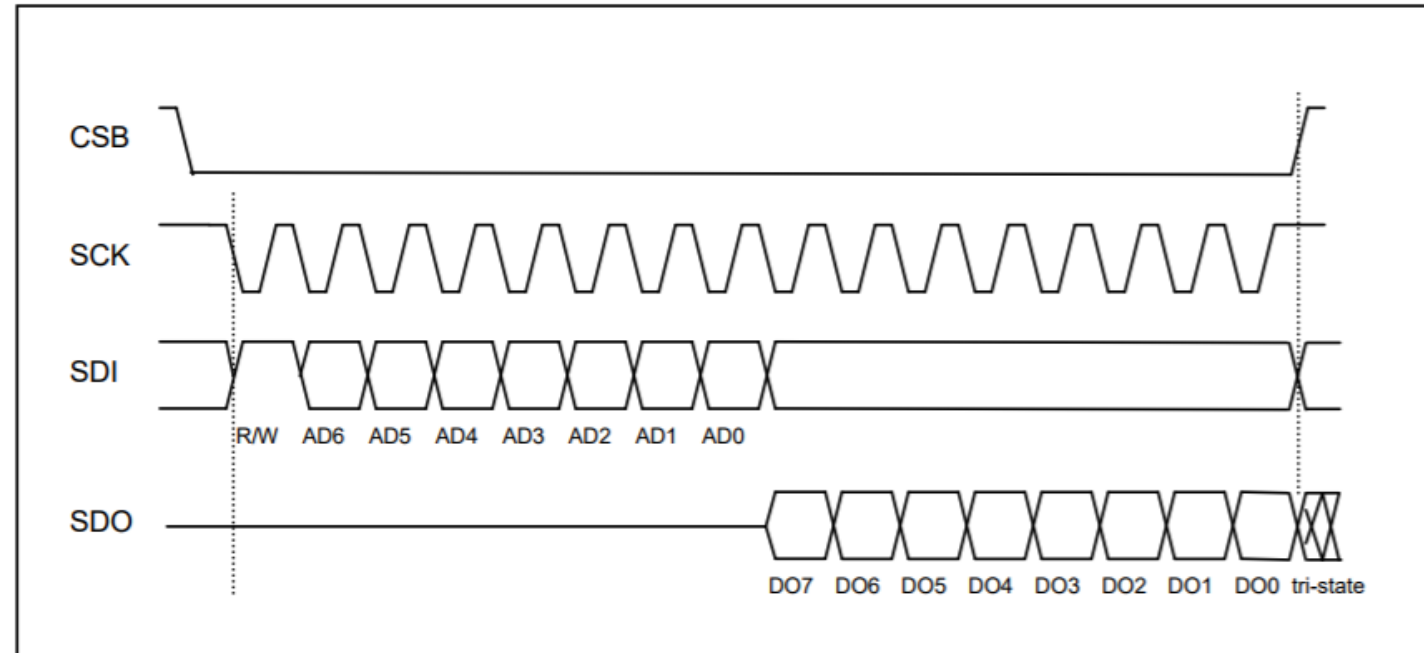 CSB
SCK
SDI
R/W AD6 AD5 AD4 AD3 AD2 AD1 AD0
SDO
DO7 DO6 DO5 DO4 DO3 DO2 DO1 DO0 tri-state